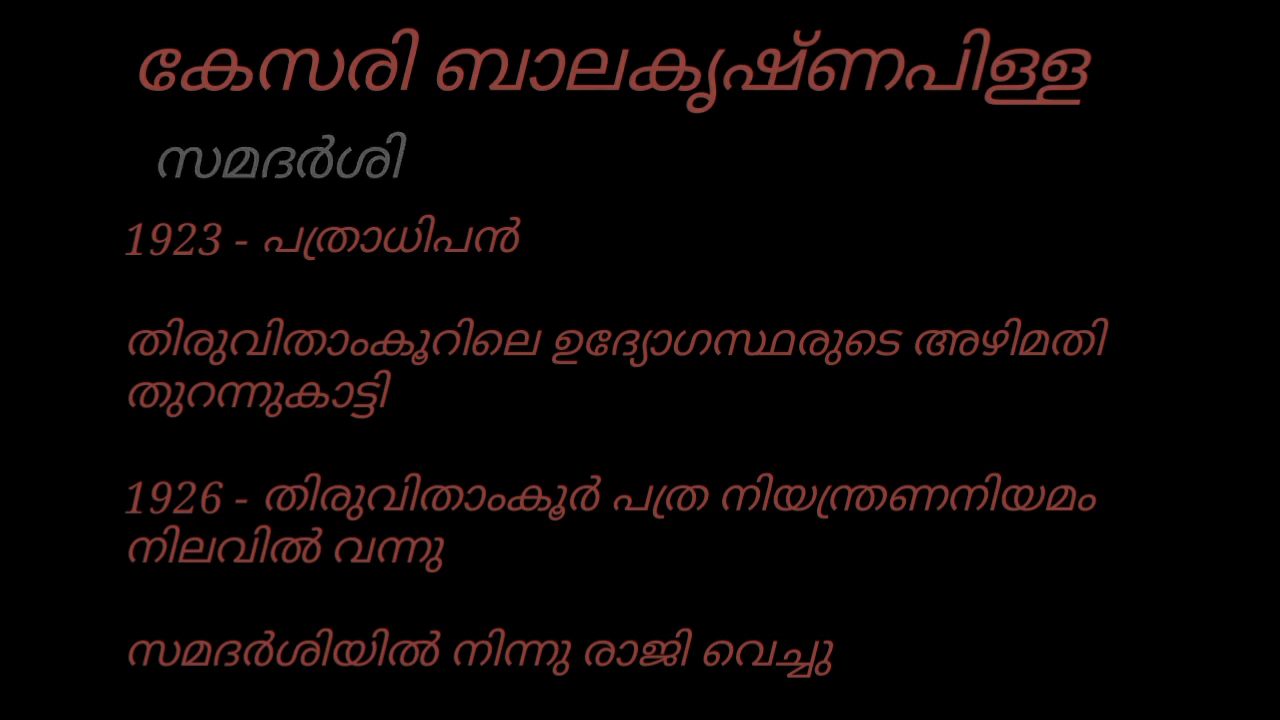 കേസരി ബാലകൃഷ്ണപിള്ള
സമദർശി
1923 - പത്രാധിപൻ
തിരുവിതാംകൂറിലെ ഉദ്യോഗസ്ഥരുടെ അഴിമതി
തുറന്നുകാട്ടി
1926 - തിരുവിതാംകൂർ പത്ര നിയന്ത്രണനിയമം
നിലവിൽ വന്നു
സമദർശിയിൽ നിന്നു രാജി വെച്ചു